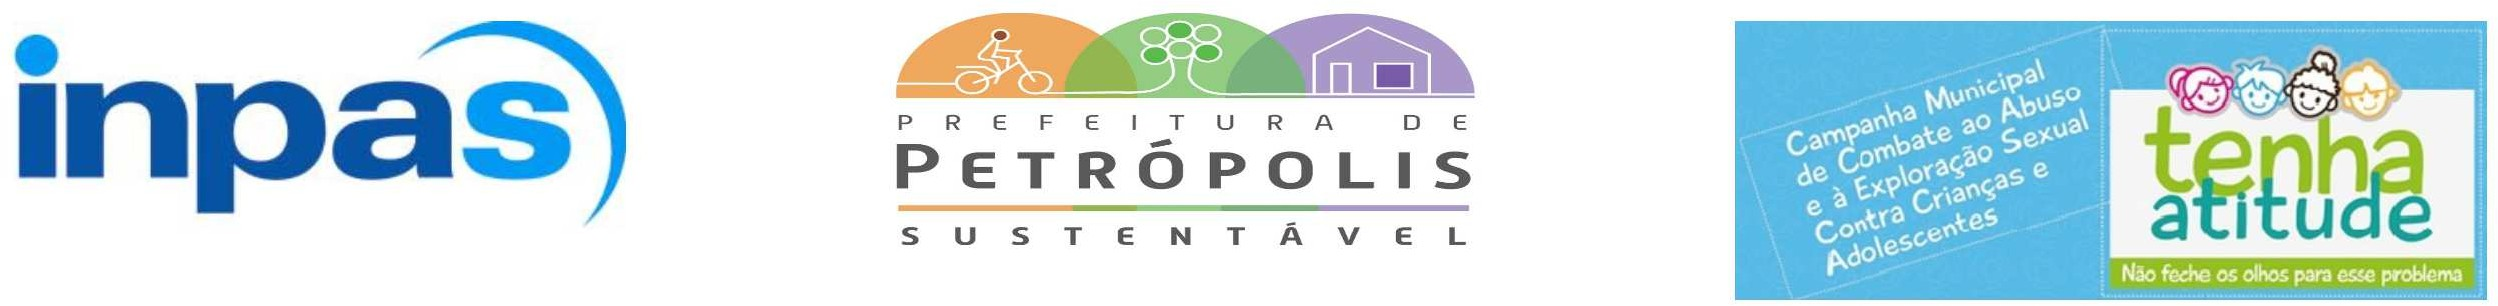 inpas
PREFEITURA DE
PETRÓPOLIS
SUSTENTÁVEL
Campanha Municipal
de Combate ao Abuso
e à Exploração Sexual
Contra Crianças e
Adolescentes
tenha
atitude
Não feche os olhos para esse problema